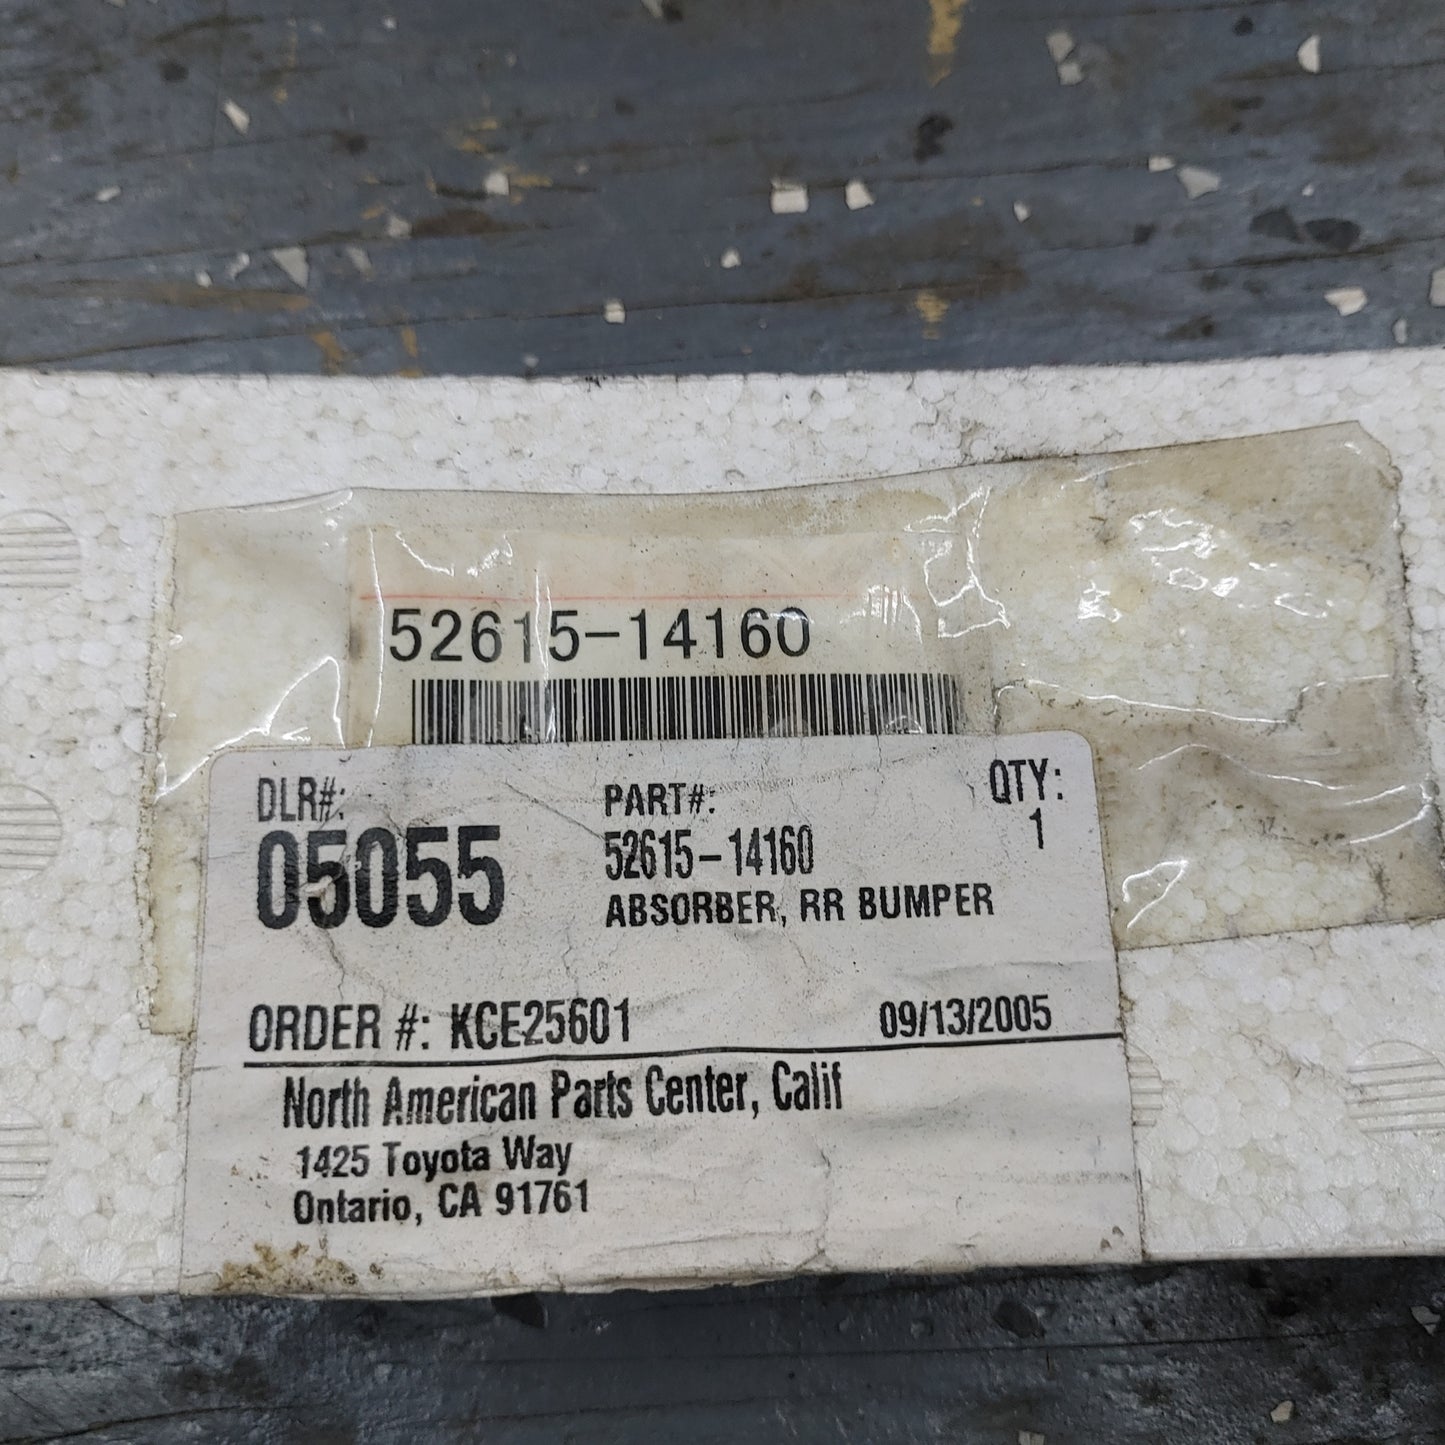 52615-14160
DLR#: PART#: QTY:
05055 52615-14160 1
ABSORBER, RR BUMPER
ORDER #: KCE25601 09/13/2005
North American Parts Center, Calif
1425 Toyota Way
Ontario, CA 91761